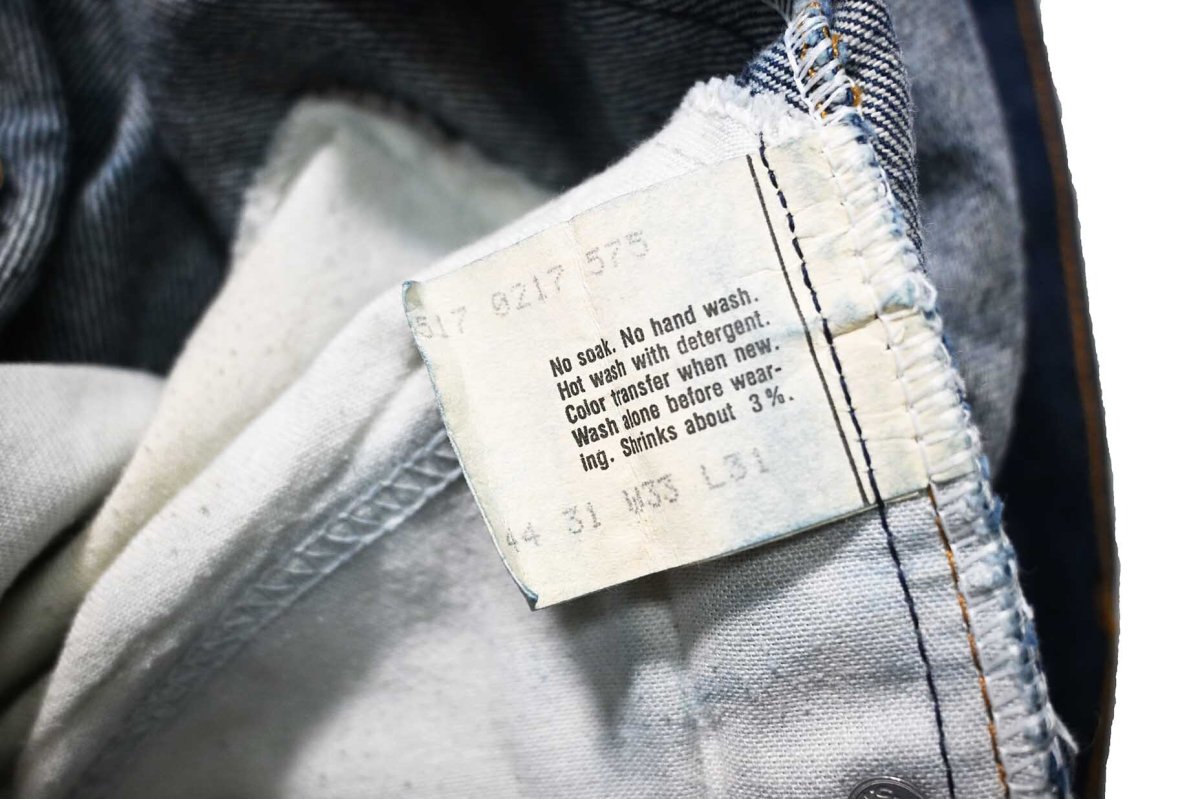 517 0217 575
No soak. No hand wash.
Hot wash with detergent.
Color transfer when new.
Wash alone before wear-
ing. Shrinks about 3%.
44 31 W33 L31